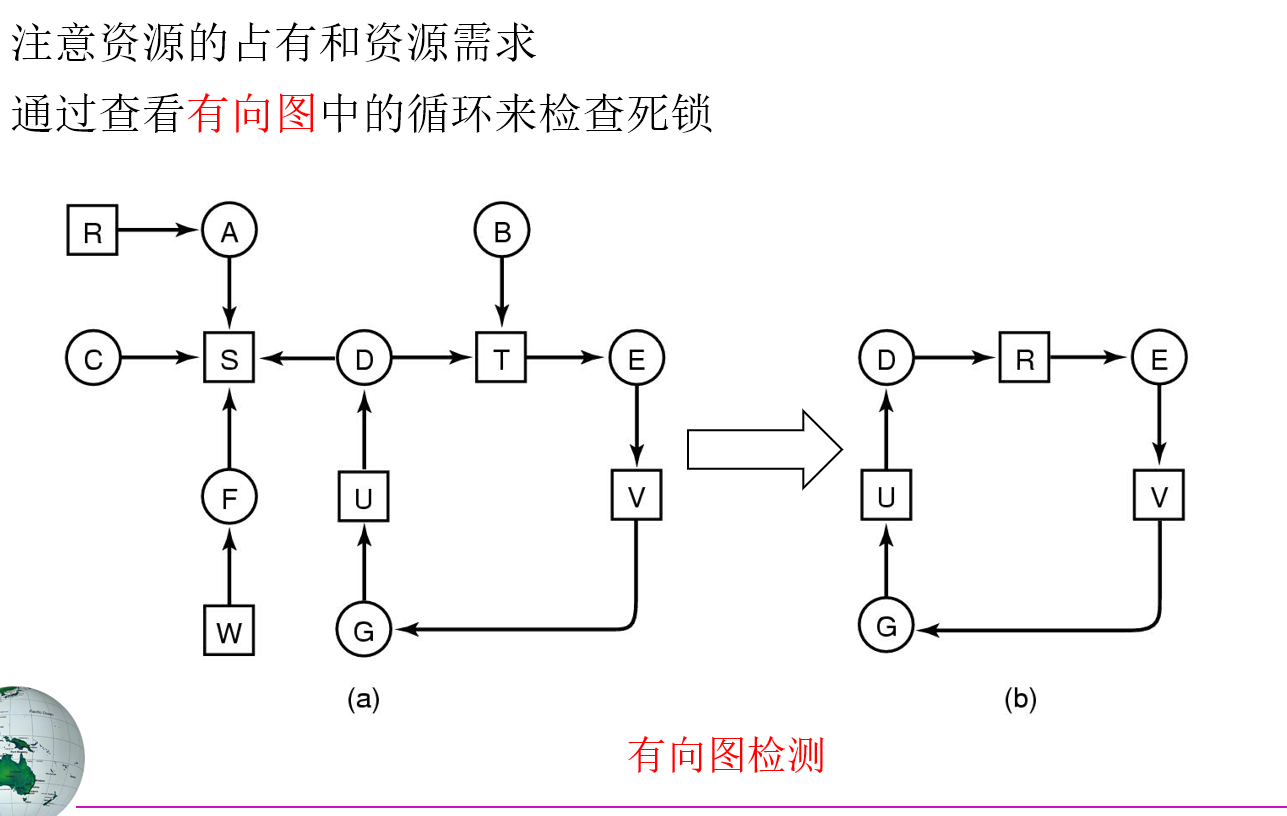 注意资源的占有和资源需求
通过查看有向图中的循环来检查死锁
R A B
C S D T E D R E
F U V U V
W G G
(a) (b)
有向图检测